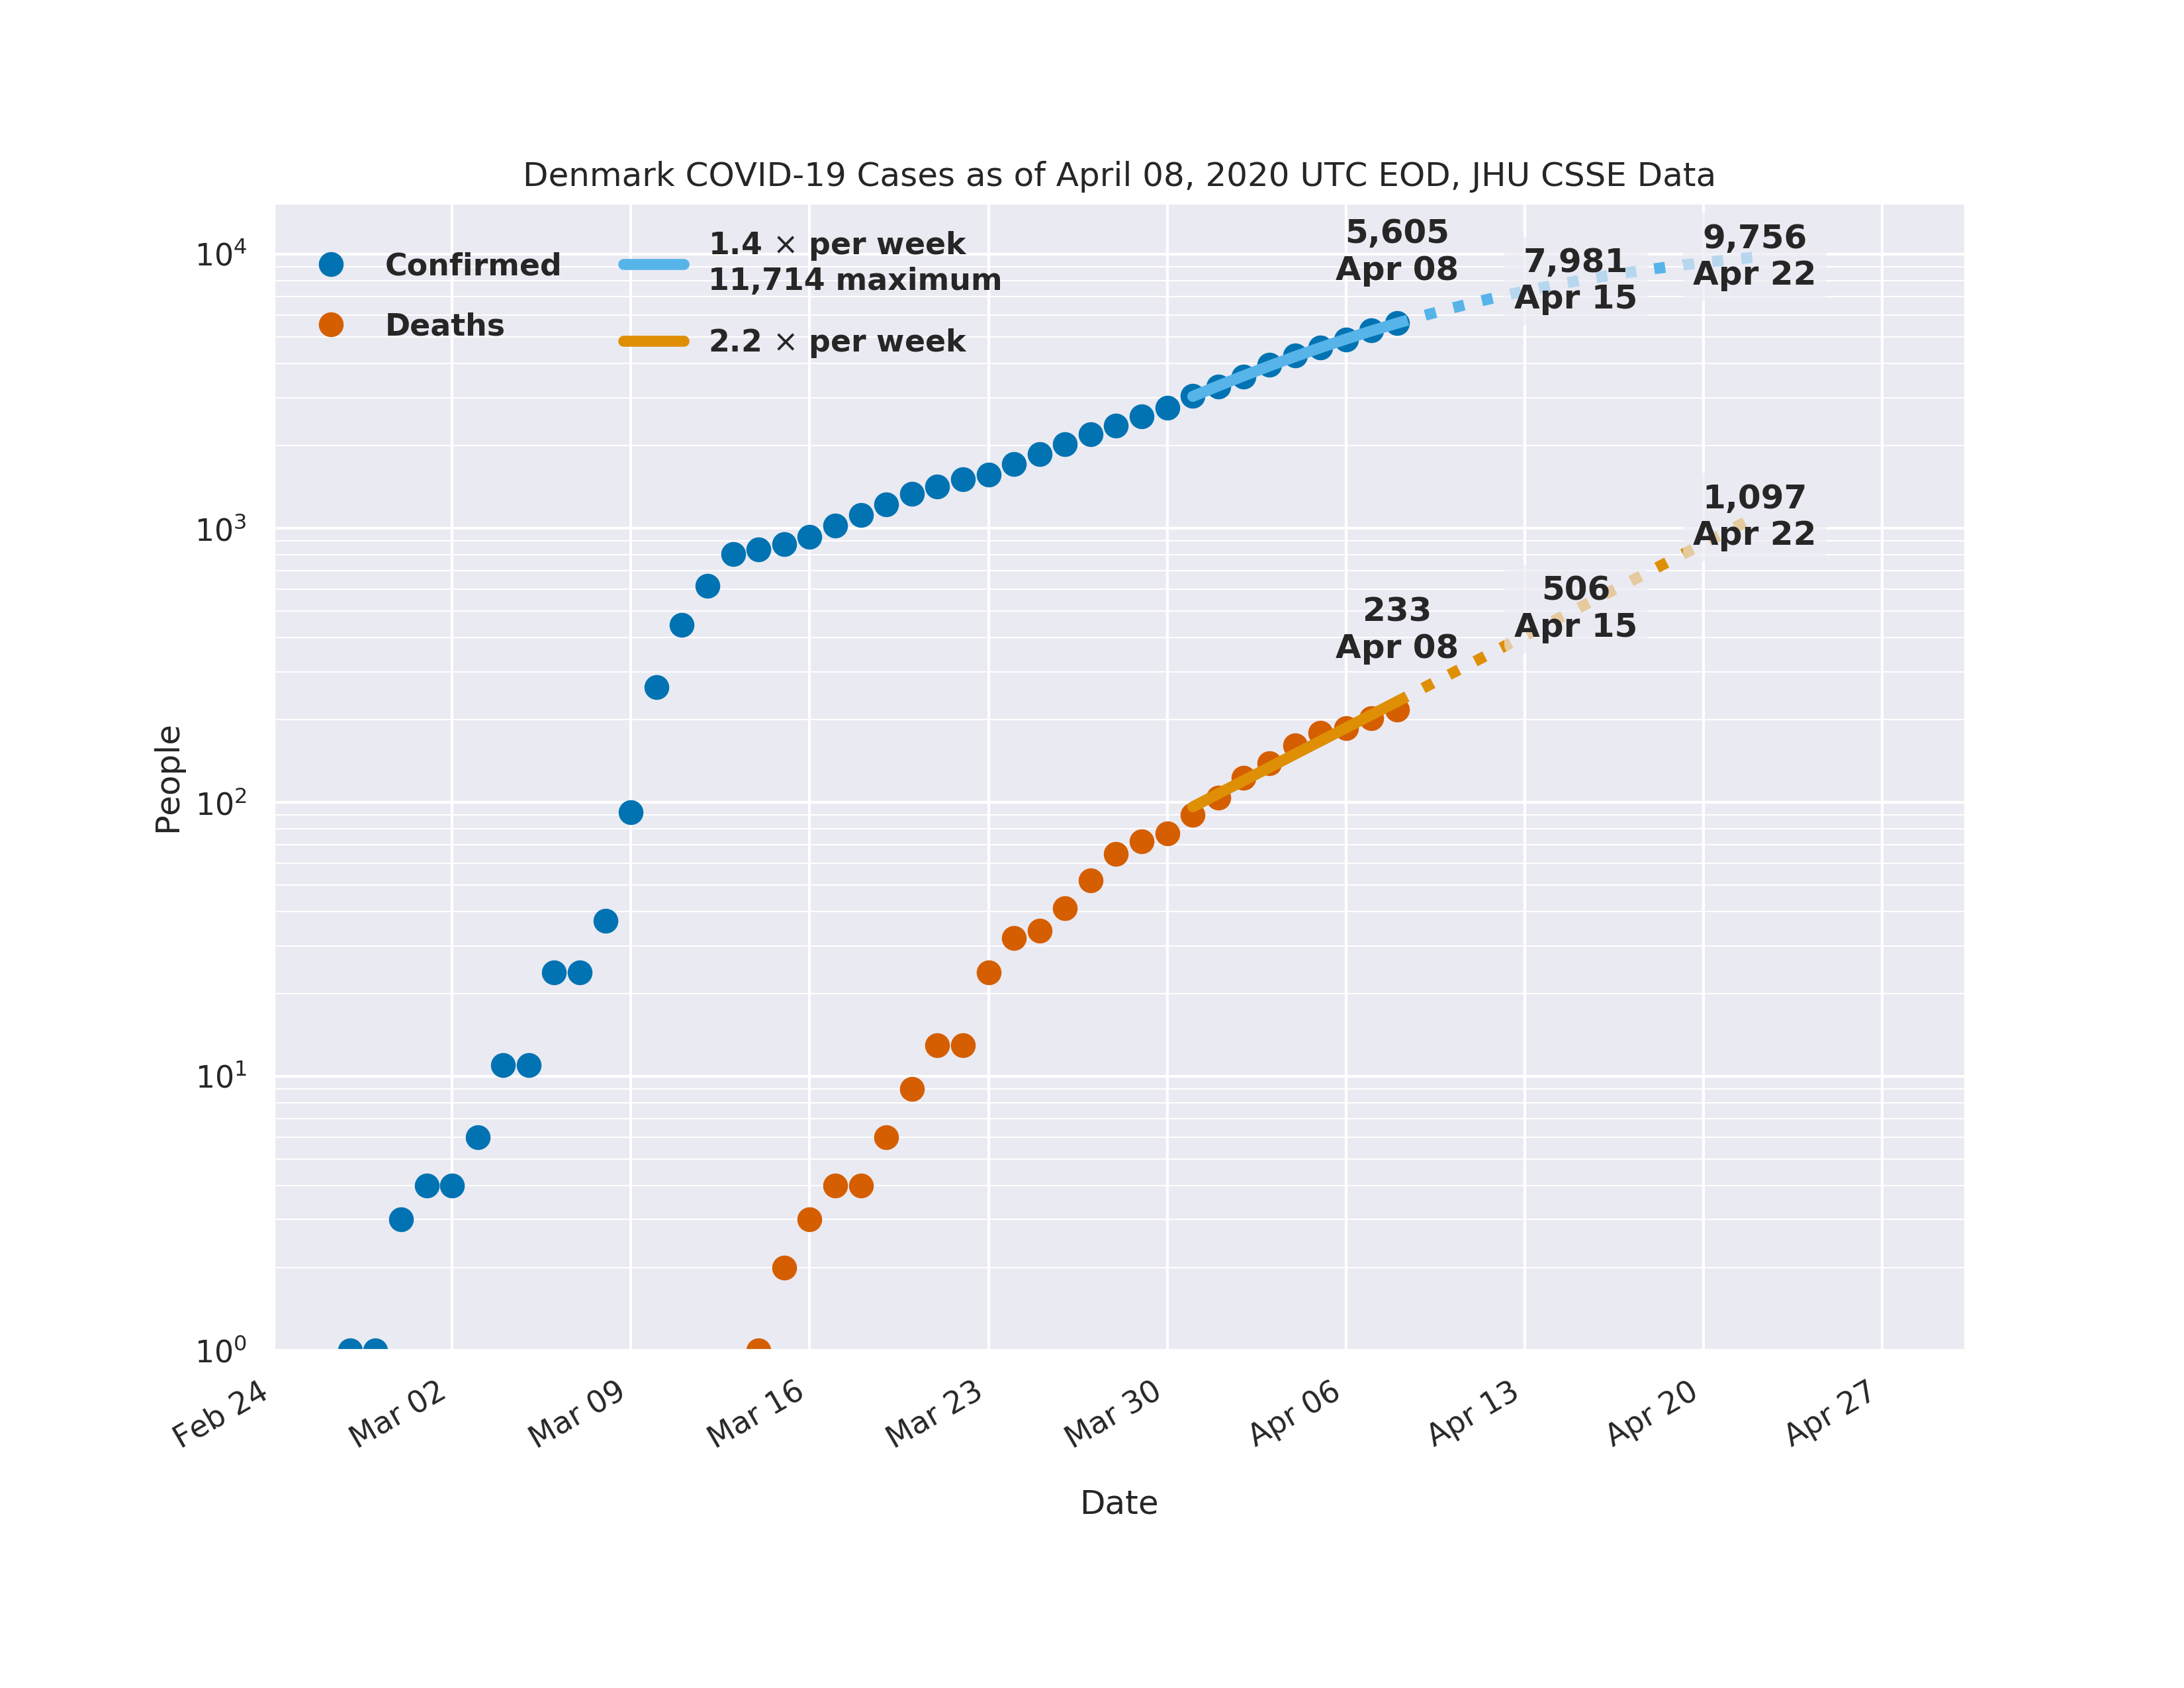 Denmark COVID-19 Cases as of April 08, 2020 UTC EOD, JHU CSSE Data
Confirmed
Deaths
1.4 × per week
11,714 maximum
2.2 × per week
5,605
Apr 08
7,981
Apr 15
9,756
Apr 22
233
Apr 08
506
Apr 15
1,097
Apr 22
People
10⁴
10³
10²
10¹
10⁰
Feb 24
Mar 02
Mar 09
Mar 16
Mar 23
Mar 30
Apr 06
Apr 13
Apr 20
Apr 27
Date